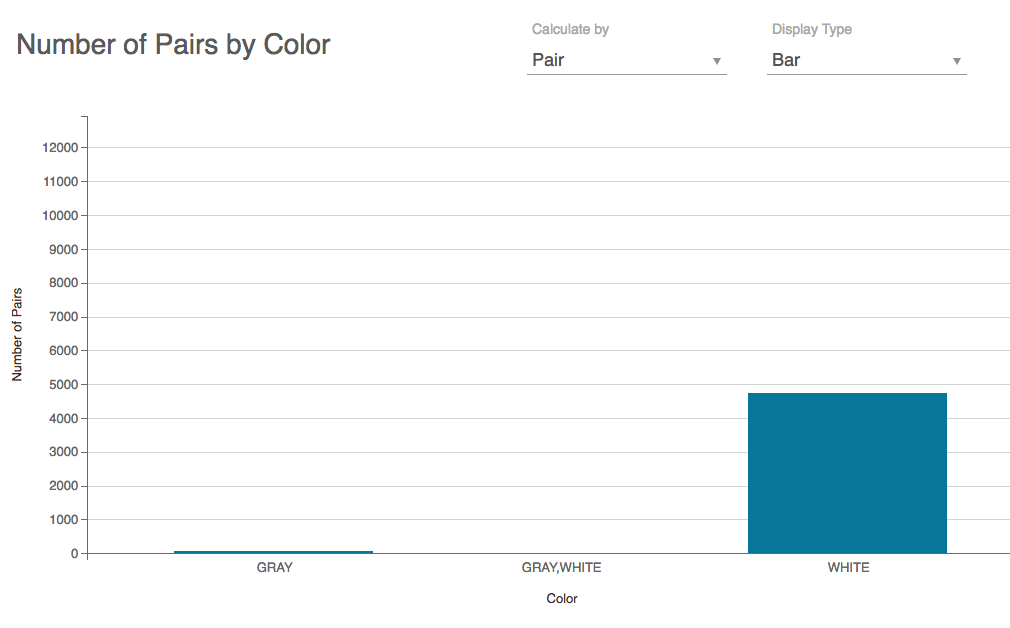 Number of Pairs by Color
Calculate by
Pair
Display Type
Bar
Number of Pairs
12000
11000
10000
9000
8000
7000
6000
5000
4000
3000
2000
1000
0
GRAY
GRAY,WHITE
WHITE
Color